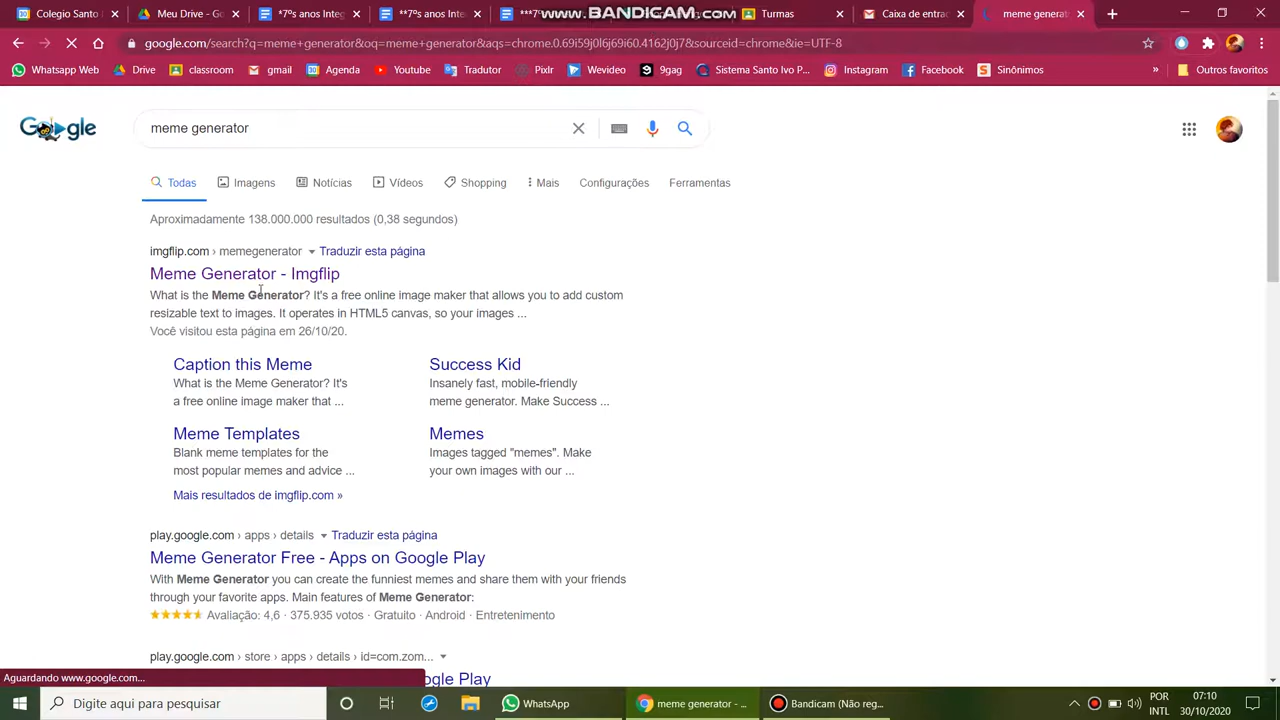 Colegio Santo I
Meu Drive - Go
*7ºs anos Inte
**7ºs anos Inte
***7ºs
www.BANDICAM.com
Turmas
Caixa de entrad
meme generat
google.com/search?q=meme+generator&oq=meme+generator&aqs=chrome.0.69i59j0l6j69i60.4162j0j7&sourceid=chrome&ie=UTF-8
Whatsapp Web
Drive
classroom
gmail
Agenda
Youtube
Tradutor
Pixlr
Wevideo
9gag
Sistema Santo Ivo P...
Instagram
Facebook
Sinônimos
»
Outros favoritos
Google
meme generator
Todas
Imagens
Notícias
Vídeos
Shopping
Mais
Configurações
Ferramentas
Aproximadamente 138.000.000 resultados (0,38 segundos)
imgflip.com › memegenerator
Traduzir esta página
Meme Generator - Imgflip
What is the Meme Generator? It's a free online image maker that allows you to add custom
resizable text to images. It operates in HTML5 canvas, so your images ...
Você visitou esta página em 26/10/20.
Caption this Meme
What is the Meme Generator? It's
a free online image maker that ...
Success Kid
Insanely fast, mobile-friendly
meme generator. Make Success ...
Meme Templates
Blank meme templates for the
most popular memes and advice ...
Memes
Images tagged "memes". Make
your own images with our ...
Mais resultados de imgflip.com »
play.google.com › apps › details
Traduzir esta página
Meme Generator Free - Apps on Google Play
With Meme Generator you can create the funniest memes and share them with your friends
through your favorite apps. Main features of Meme Generator:
Avaliação: 4,6 · 375.935 votos · Gratuito · Android · Entretenimento
play.google.com › store › apps › details › id=com.zom...
ogle Play
Aguardando www.google.com...
Digite aqui para pesquisar
WhatsApp
meme generator - ...
Bandicam (Não reg...
POR
INTL
07:10
30/10/2020